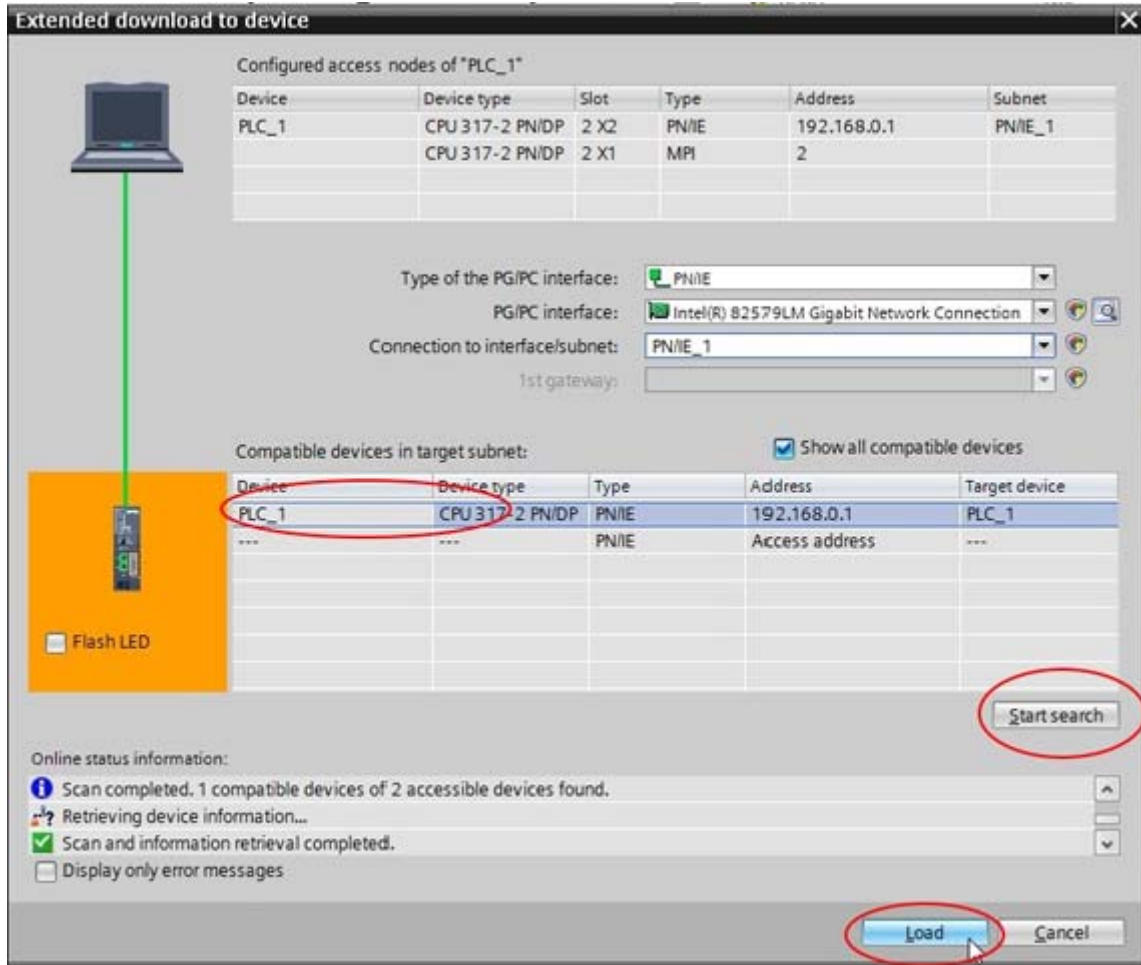 Extended download to device
Configured access nodes of "PLC_1"
Device Device type Slot Type Address Subnet
PLC_1 CPU 317-2 PN/DP 2 X2 PN/IE 192.168.0.1 PN/IE_1
CPU 317-2 PN/DP 2 X1 MPI 2
Type of the PG/PC interface: PN/IE
PG/PC interface: Intel(R) 82579LM Gigabit Network Connection
Connection to interface/subnet: PN/IE_1
1st gateway:
Compatible devices in target subnet: Show all compatible devices
Device Device type Type Address Target device
PLC_1 CPU 317-2 PN/DP PN/IE 192.168.0.1 PLC_1
--- --- PN/IE Access address ---
Flash LED
Start search
Online status information:
Scan completed. 1 compatible devices of 2 accessible devices found.
Retrieving device information...
Scan and information retrieval completed.
Display only error messages
Load Cancel